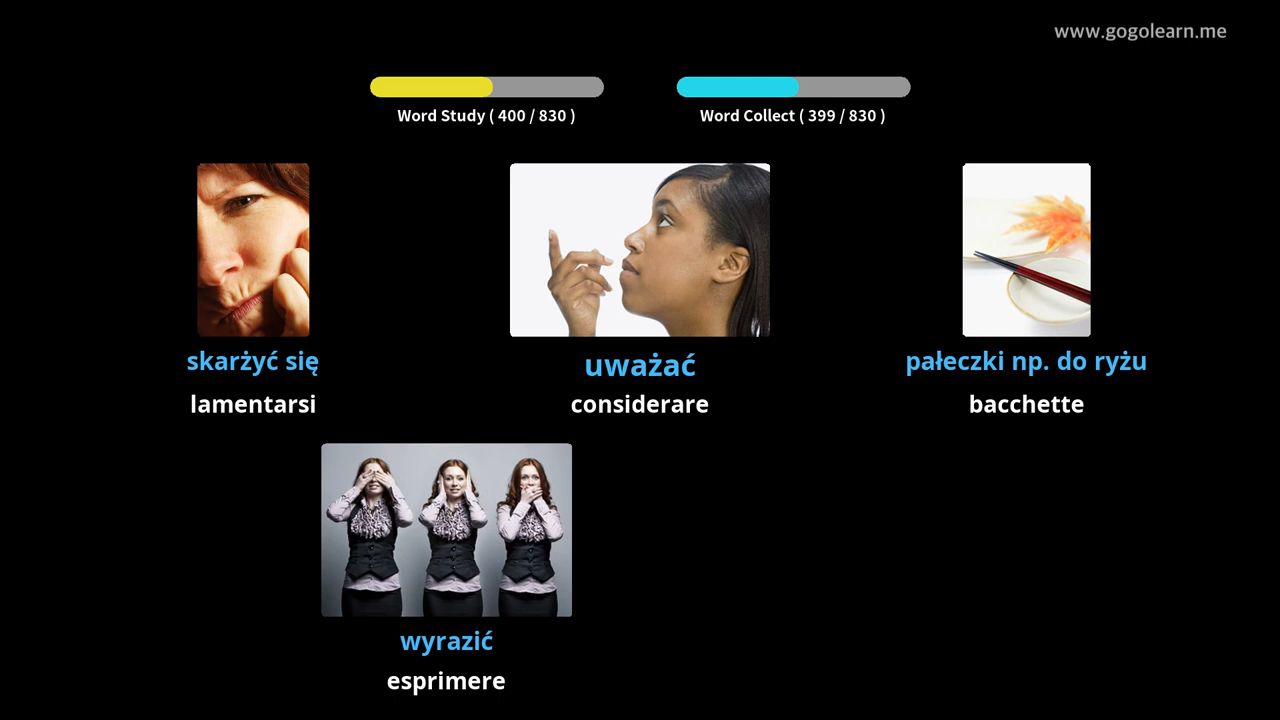 www.gogolearn.me
Word Study ( 400 / 830 )
Word Collect ( 399 / 830 )
skarżyć się
uważać
pałeczki np. do ryżu
lamentarsi
considerare
bacchette
wyrazić
esprimere